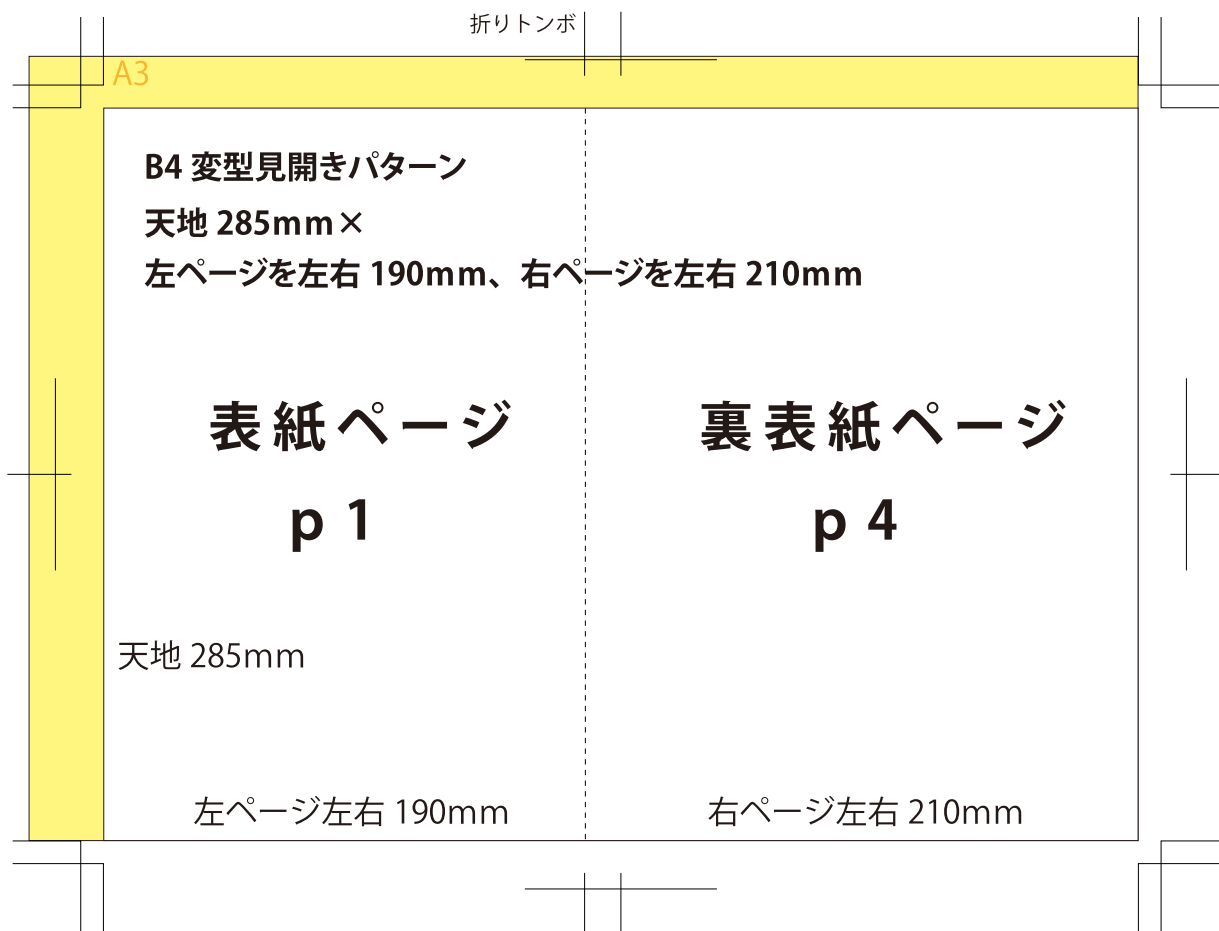 折りトンボ
A3
B4 変型見開きパターン
天地 285mm×
左ページを左右 190mm、右ページを左右 210mm
表紙ページ
p 1
裏表紙ページ
p 4
天地 285mm
左ページ左右 190mm
右ページ左右 210mm